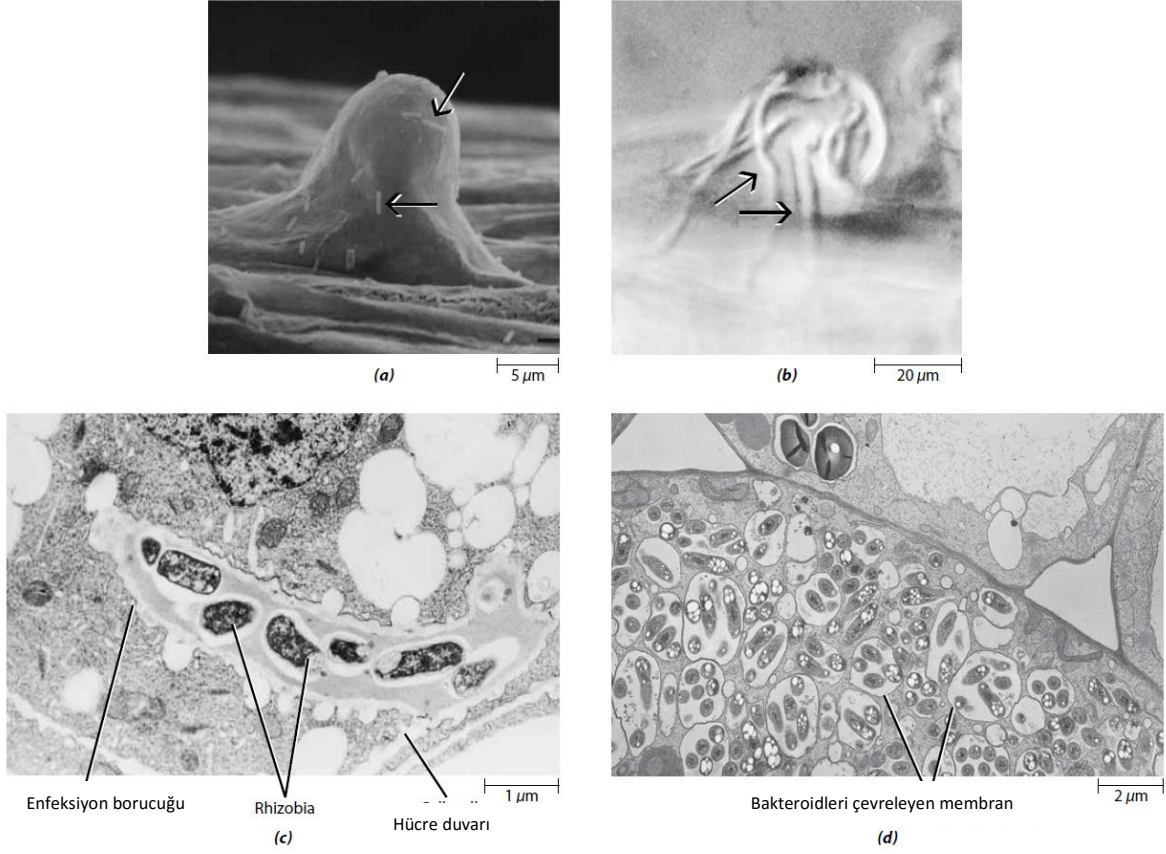 5 µm
20 µm
(a)
(b)
Enfeksiyon borucuğu
Rhizobia
Hücre duvarı
1 µm
(c)
Bakteroidleri çevreleyen membran
2 µm
(d)